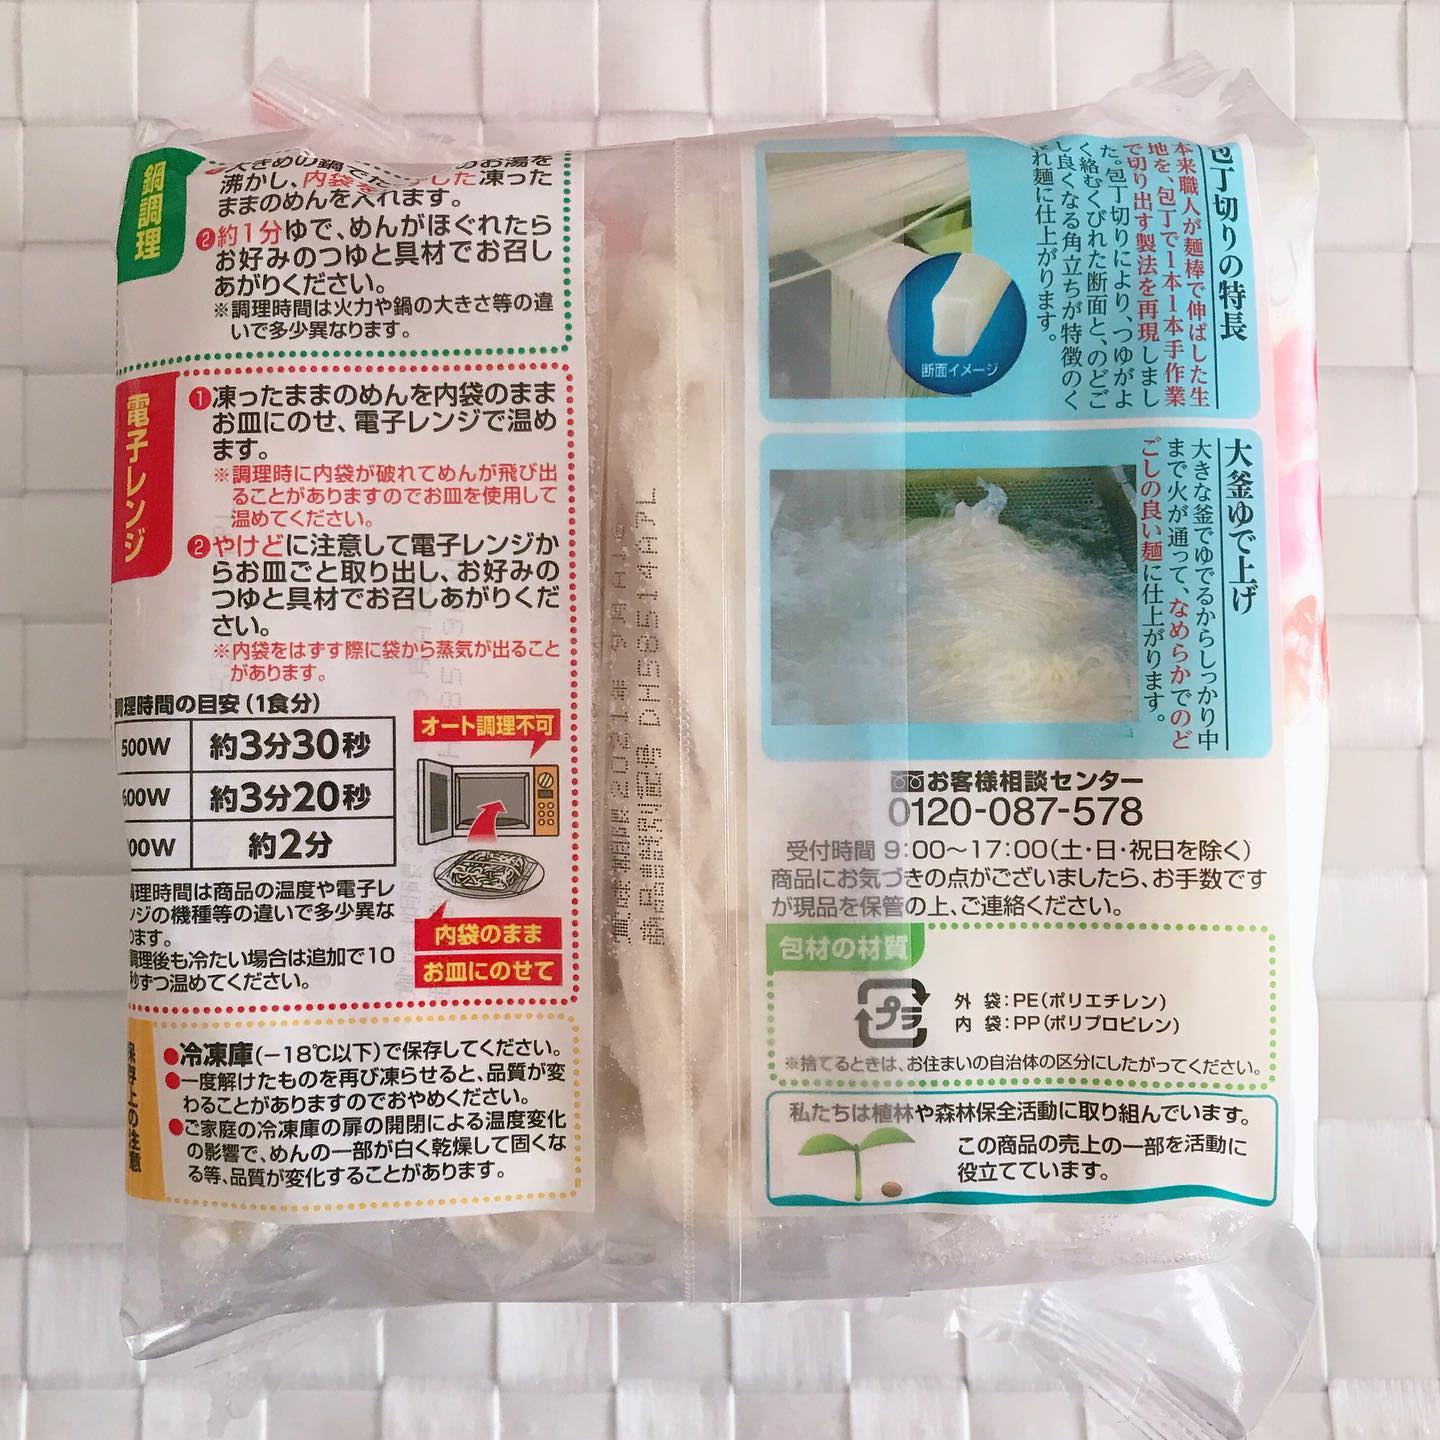 鍋調理
沸かし、内袋を
した凍った
ままのめんを入れます。
❷約1分ゆで、めんがほぐれたら
お好みのつゆと具材でお召し
あがりください。
※調理時間は火力や鍋の大きさ等の違
いで多少異なります。
電子レンジ
❶凍ったままのめんを内袋のまま
お皿にのせ、電子レンジで温め
ます。
※調理時に内袋が破れてめんが飛び出
ることがありますのでお皿を使用して
温めてください。
❷やけどに注意して電子レンジか
らお皿ごと取り出し、お好みの
つゆと具材でお召しあがりくだ
さい。
※内袋をはずす際に袋から蒸気が出ること
があります。
調理時間の目安(1食分)
500W 約3分30秒
600W 約3分20秒
00W 約2分
オート調理不可
内袋のまま
お皿にのせて
調理時間は商品の温度や電子レ
ンジの機種等の違いで多少異な
ります。
調理後も冷たい場合は追加で10
秒ずつ温めてください。
保存上の注意
●冷凍庫(−18℃以下)で保存してください。
●一度解けたものを再び凍らせると、品質が変
わることがありますのでおやめください。
●ご家庭の冷凍庫の扉の開閉による温度変化
の影響で、めんの一部が白く乾燥して固くな
る等、品質が変化することがあります。
包丁切りの特長
本来職人が麺棒で伸ばした生
地を、包丁で1本1本手作業
で切り出す製法を再現しまし
た。包丁切りにより、つゆがよ
く絡むくびれた断面と、のどご
し良くなる角立ちが特徴のく
れ麺に仕上がります。
断面イメージ
大釜ゆで上げ
大きな釜でゆでるからしっかり中
まで火が通って、なめらかでのど
ごしの良い麺に仕上がります。
お客様相談センター
0120-087-578
受付時間 9:00〜17:00(土・日・祝日を除く)
商品にお気づきの点がございましたら、お手数です
が現品を保管の上、ご連絡ください。
包材の材質
プラ
外 袋:PE(ポリエチレン)
内 袋:PP(ポリプロピレン)
※捨てるときは、お住まいの自治体の区分にしたがってください。
私たちは植林や森林保全活動に取り組んでいます。
この商品の売上の一部を活動に
役立てています。